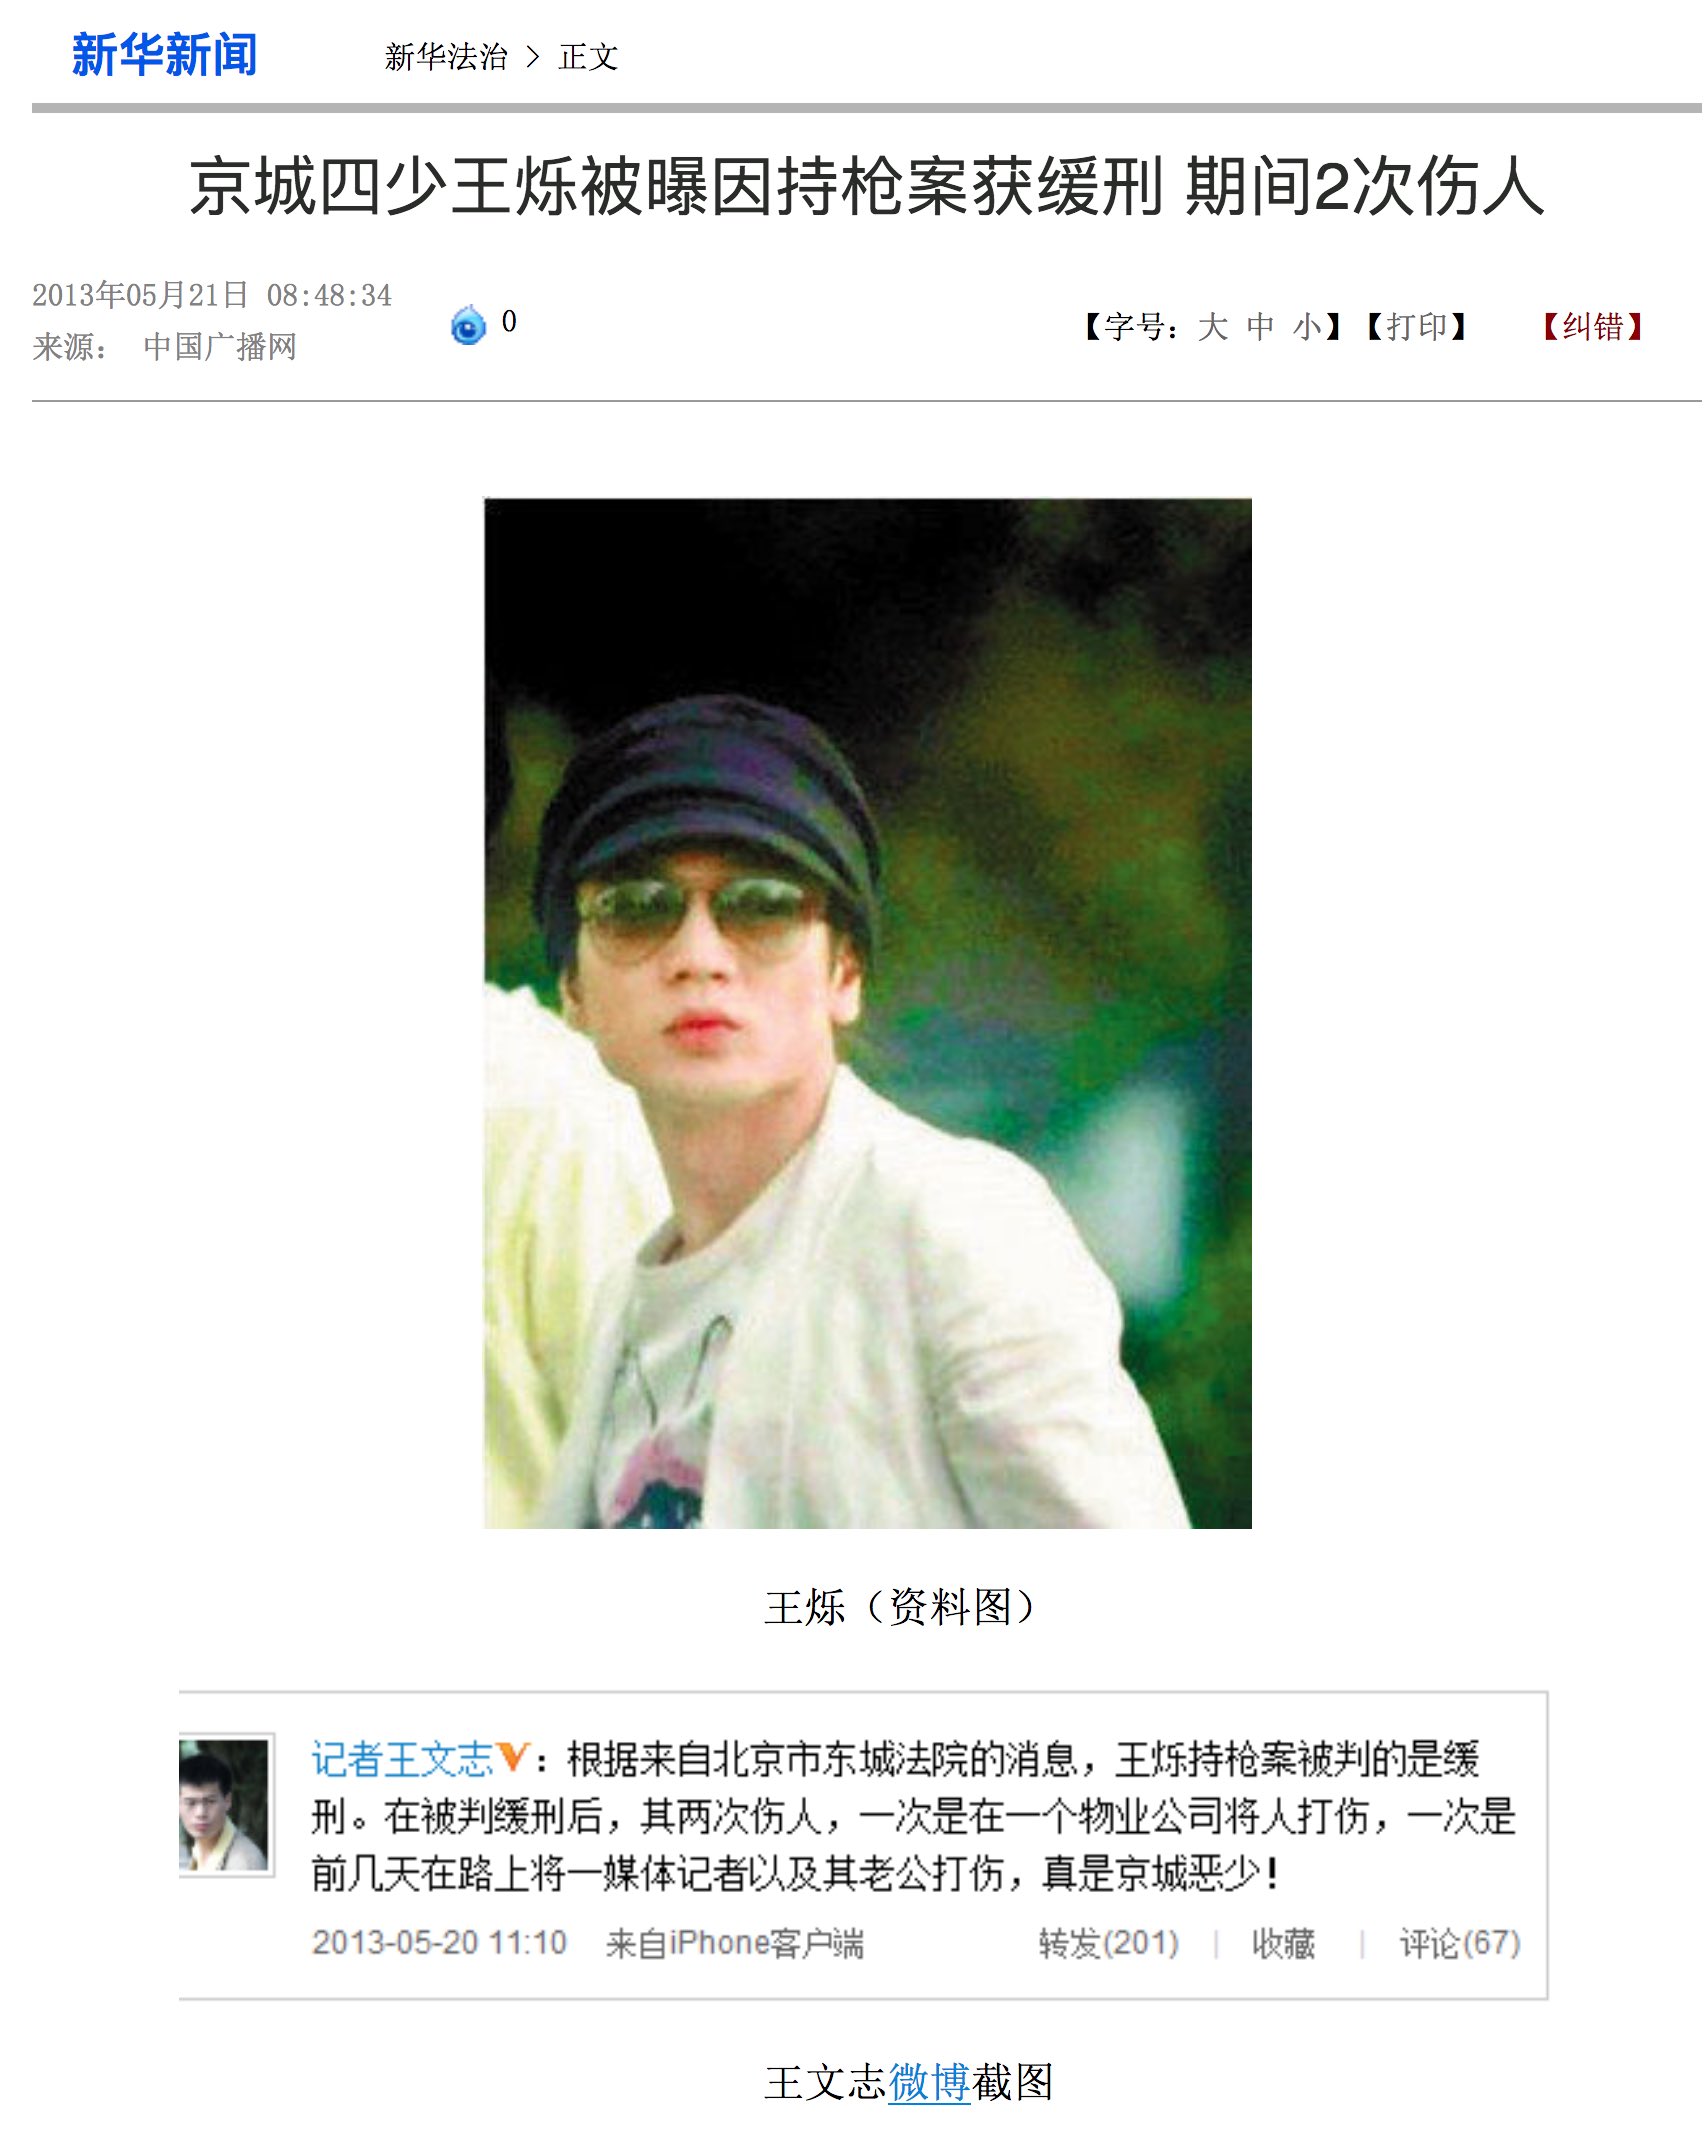 新华新闻 新华法治 > 正文
京城四少王烁被曝因持枪案获缓刑 期间2次伤人
2013年05月21日 08:48:34
来源： 中国广播网
0
【字号：大 中 小】【打印】 【纠错】
王烁（资料图）
记者王文志V：根据来自北京市东城法院的消息，王烁持枪案被判的是缓
刑。在被判缓刑后，其两次伤人，一次是在一个物业公司将人打伤，一次是
前几天在路上将一媒体记者以及其老公打伤，真是京城恶少！
2013-05-20 11:10 来自iPhone客户端 转发(201) | 收藏 | 评论(67)
王文志微博截图